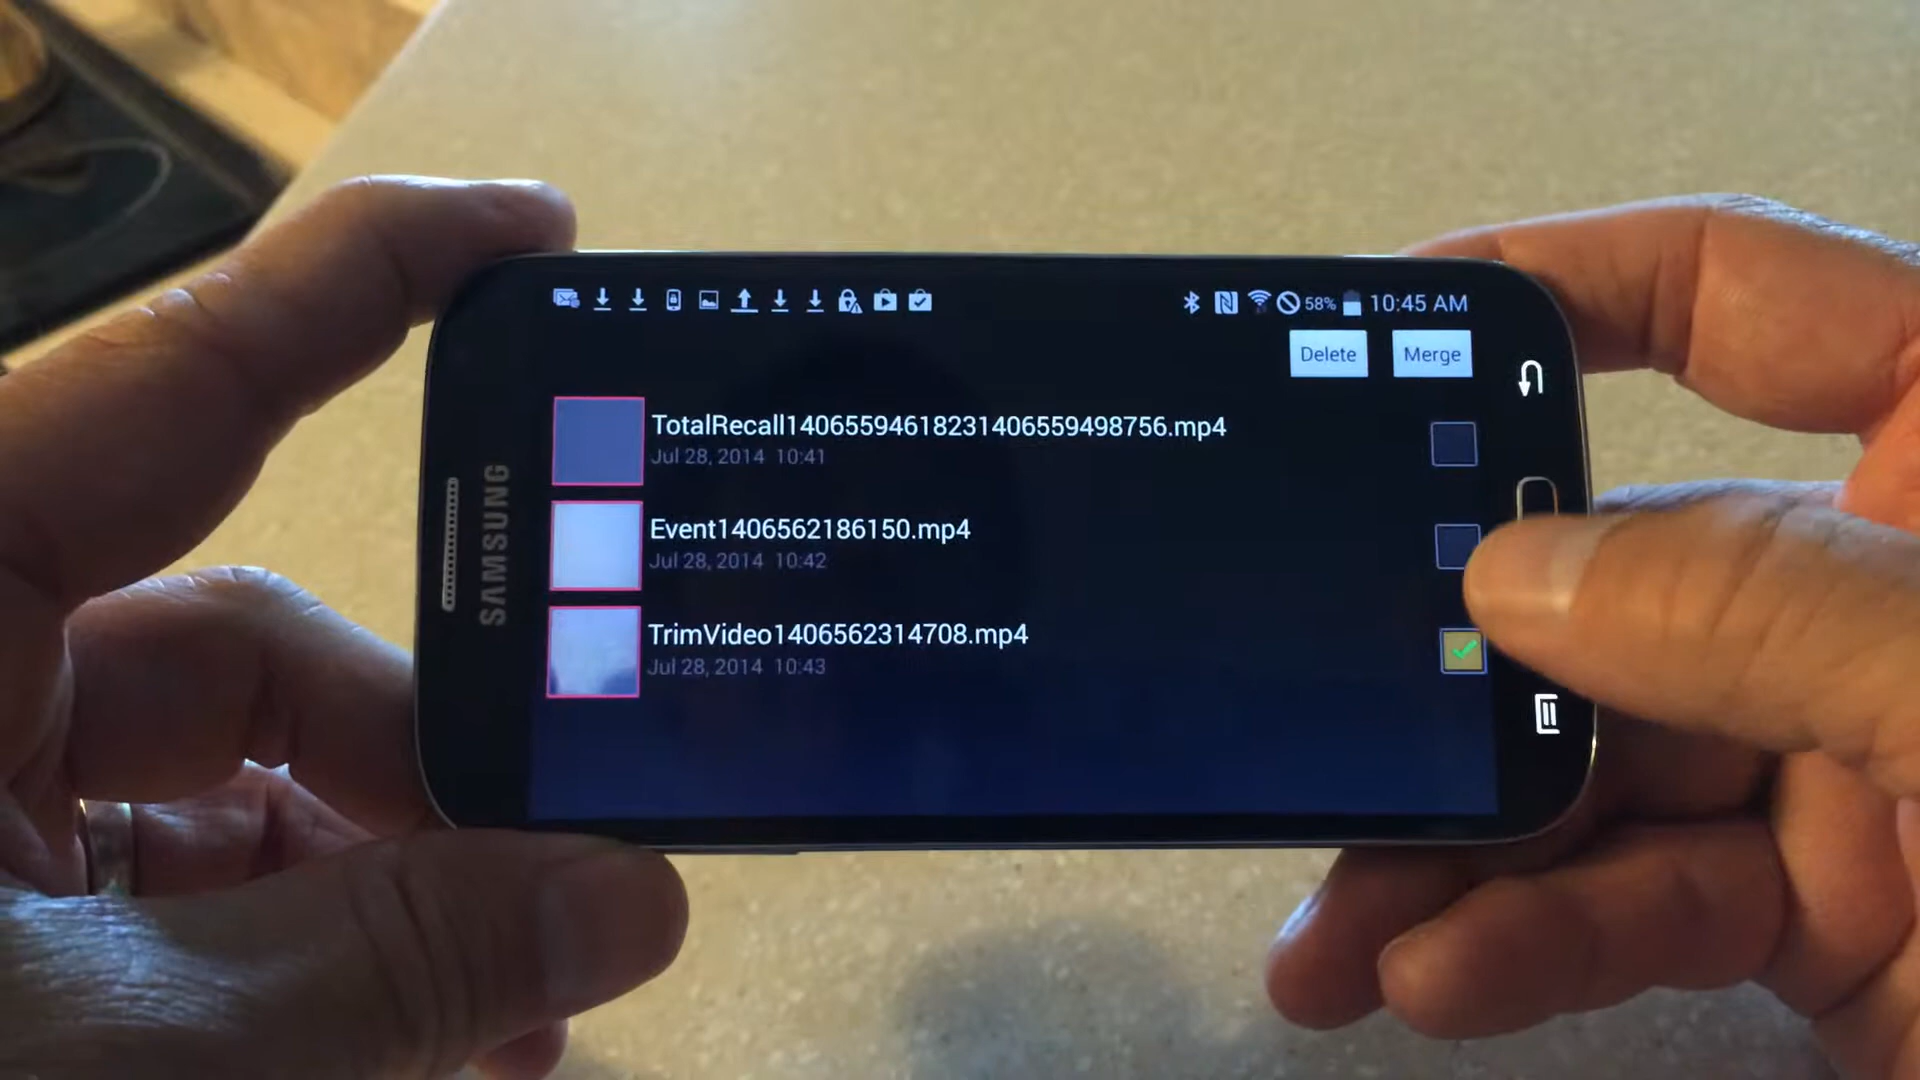 58% 10:45 AM
Delete Merge
TotalRecall14065594618231406559498756.mp4
Jul 28, 2014 10:41
Event1406562186150.mp4
Jul 28, 2014 10:42
TrimVideo1406562314708.mp4
Jul 28, 2014 10:43
SAMSUNG